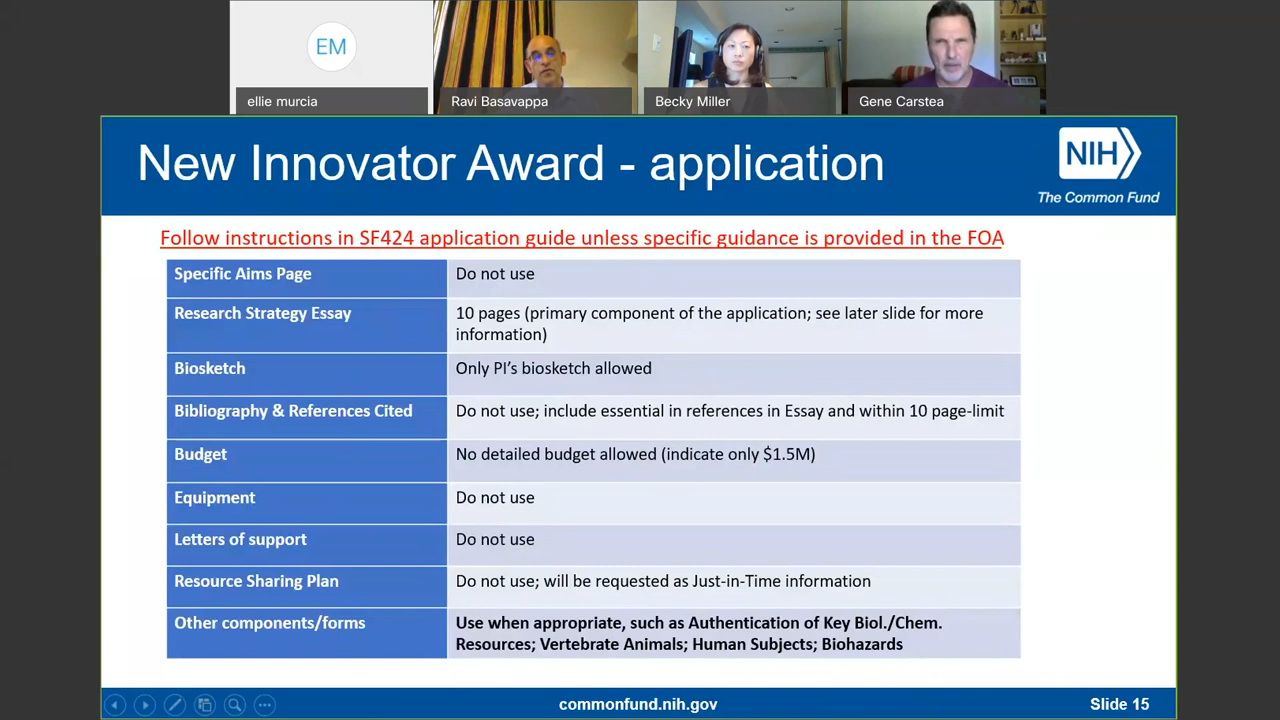 EM
ellie murcia
Ravi Basavappa
Becky Miller
Gene Carstea
New Innovator Award - application
NIH
The Common Fund
Follow instructions in SF424 application guide unless specific guidance is provided in the FOA
Specific Aims Page
Do not use
Research Strategy Essay
10 pages (primary component of the application; see later slide for more
information)
Biosketch
Only PI's biosketch allowed
Bibliography & References Cited
Do not use; include essential in references in Essay and within 10 page-limit
Budget
No detailed budget allowed (indicate only $1.5M)
Equipment
Do not use
Letters of support
Do not use
Resource Sharing Plan
Do not use; will be requested as Just-in-Time information
Other components/forms
Use when appropriate, such as Authentication of Key Biol./Chem.
Resources; Vertebrate Animals; Human Subjects; Biohazards
commonfund.nih.gov
Slide 15